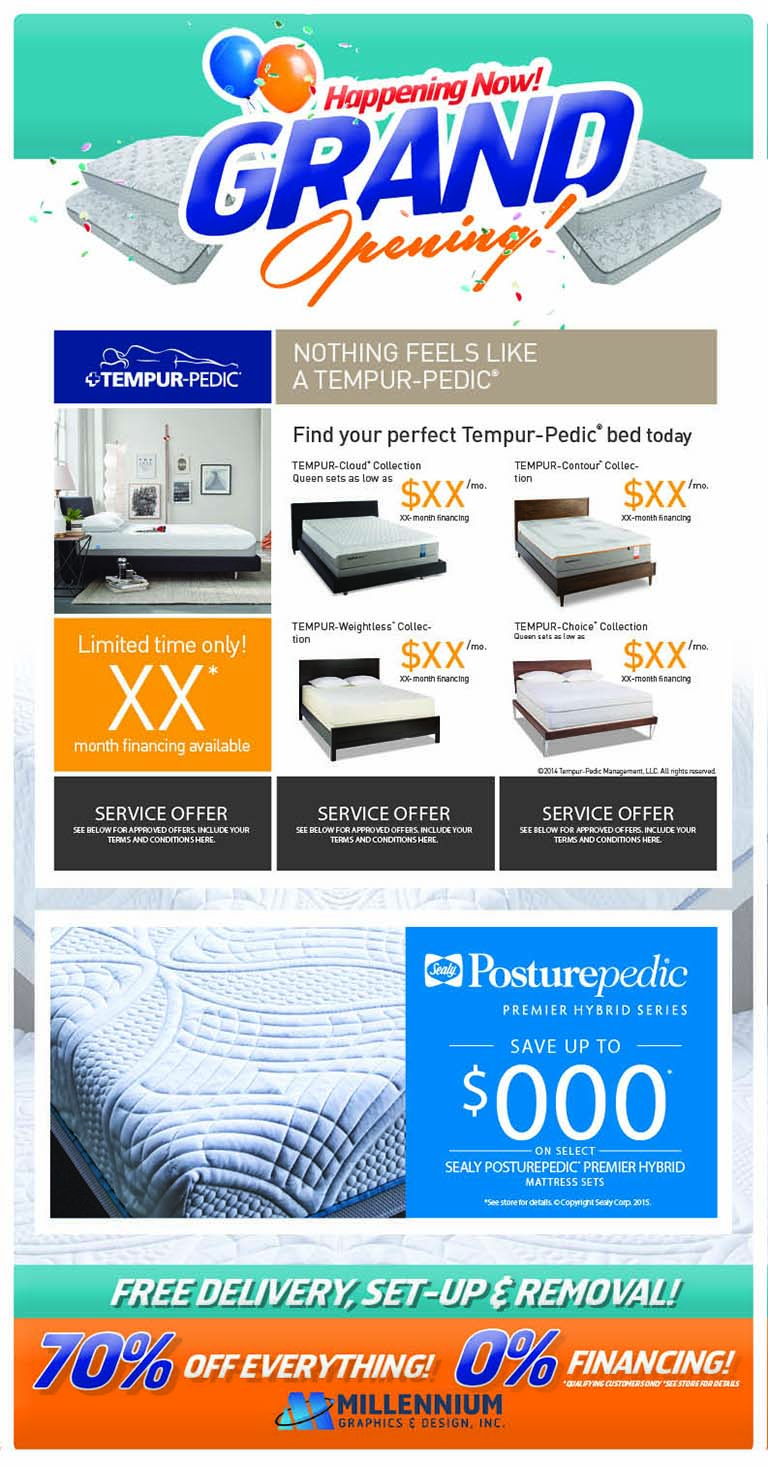 Happening Now!
GRAND
Opening!
TEMPUR-PEDIC®
NOTHING FEELS LIKE
A TEMPUR-PEDIC®
Find your perfect Tempur-Pedic® bed today
TEMPUR-Cloud® Collection
Queen sets as low as
$XX/mo.
XX-month financing
TEMPUR-Contour® Collec-
tion
$XX/mo.
XX-month financing
Limited time only!
XX*
month financing available
TEMPUR-Weightless® Collec-
tion
$XX/mo.
XX-month financing
TEMPUR-Choice® Collection
Queen sets as low as
$XX/mo.
XX-month financing
©2014 Tempur-Pedic Management, LLC. All rights reserved.
SERVICE OFFER
SEE BELOW FOR APPROVED OFFERS. INCLUDE YOUR
TERMS AND CONDITIONS HERE.
SERVICE OFFER
SEE BELOW FOR APPROVED OFFERS. INCLUDE YOUR
TERMS AND CONDITIONS HERE.
SERVICE OFFER
SEE BELOW FOR APPROVED OFFERS. INCLUDE YOUR
TERMS AND CONDITIONS HERE.
Sealy Posturepedic
PREMIER HYBRID SERIES
SAVE UP TO
$000*
ON SELECT
SEALY POSTUREPEDIC® PREMIER HYBRID
MATTRESS SETS
*See store for details. © Copyright Sealy Corp. 2015.
FREE DELIVERY, SET-UP & REMOVAL!
70% OFF EVERYTHING! 0% FINANCING!
*QUALIFYING CUSTOMERS ONLY *SEE STORE FOR DETAILS
MILLENNIUM
GRAPHICS & DESIGN, INC.